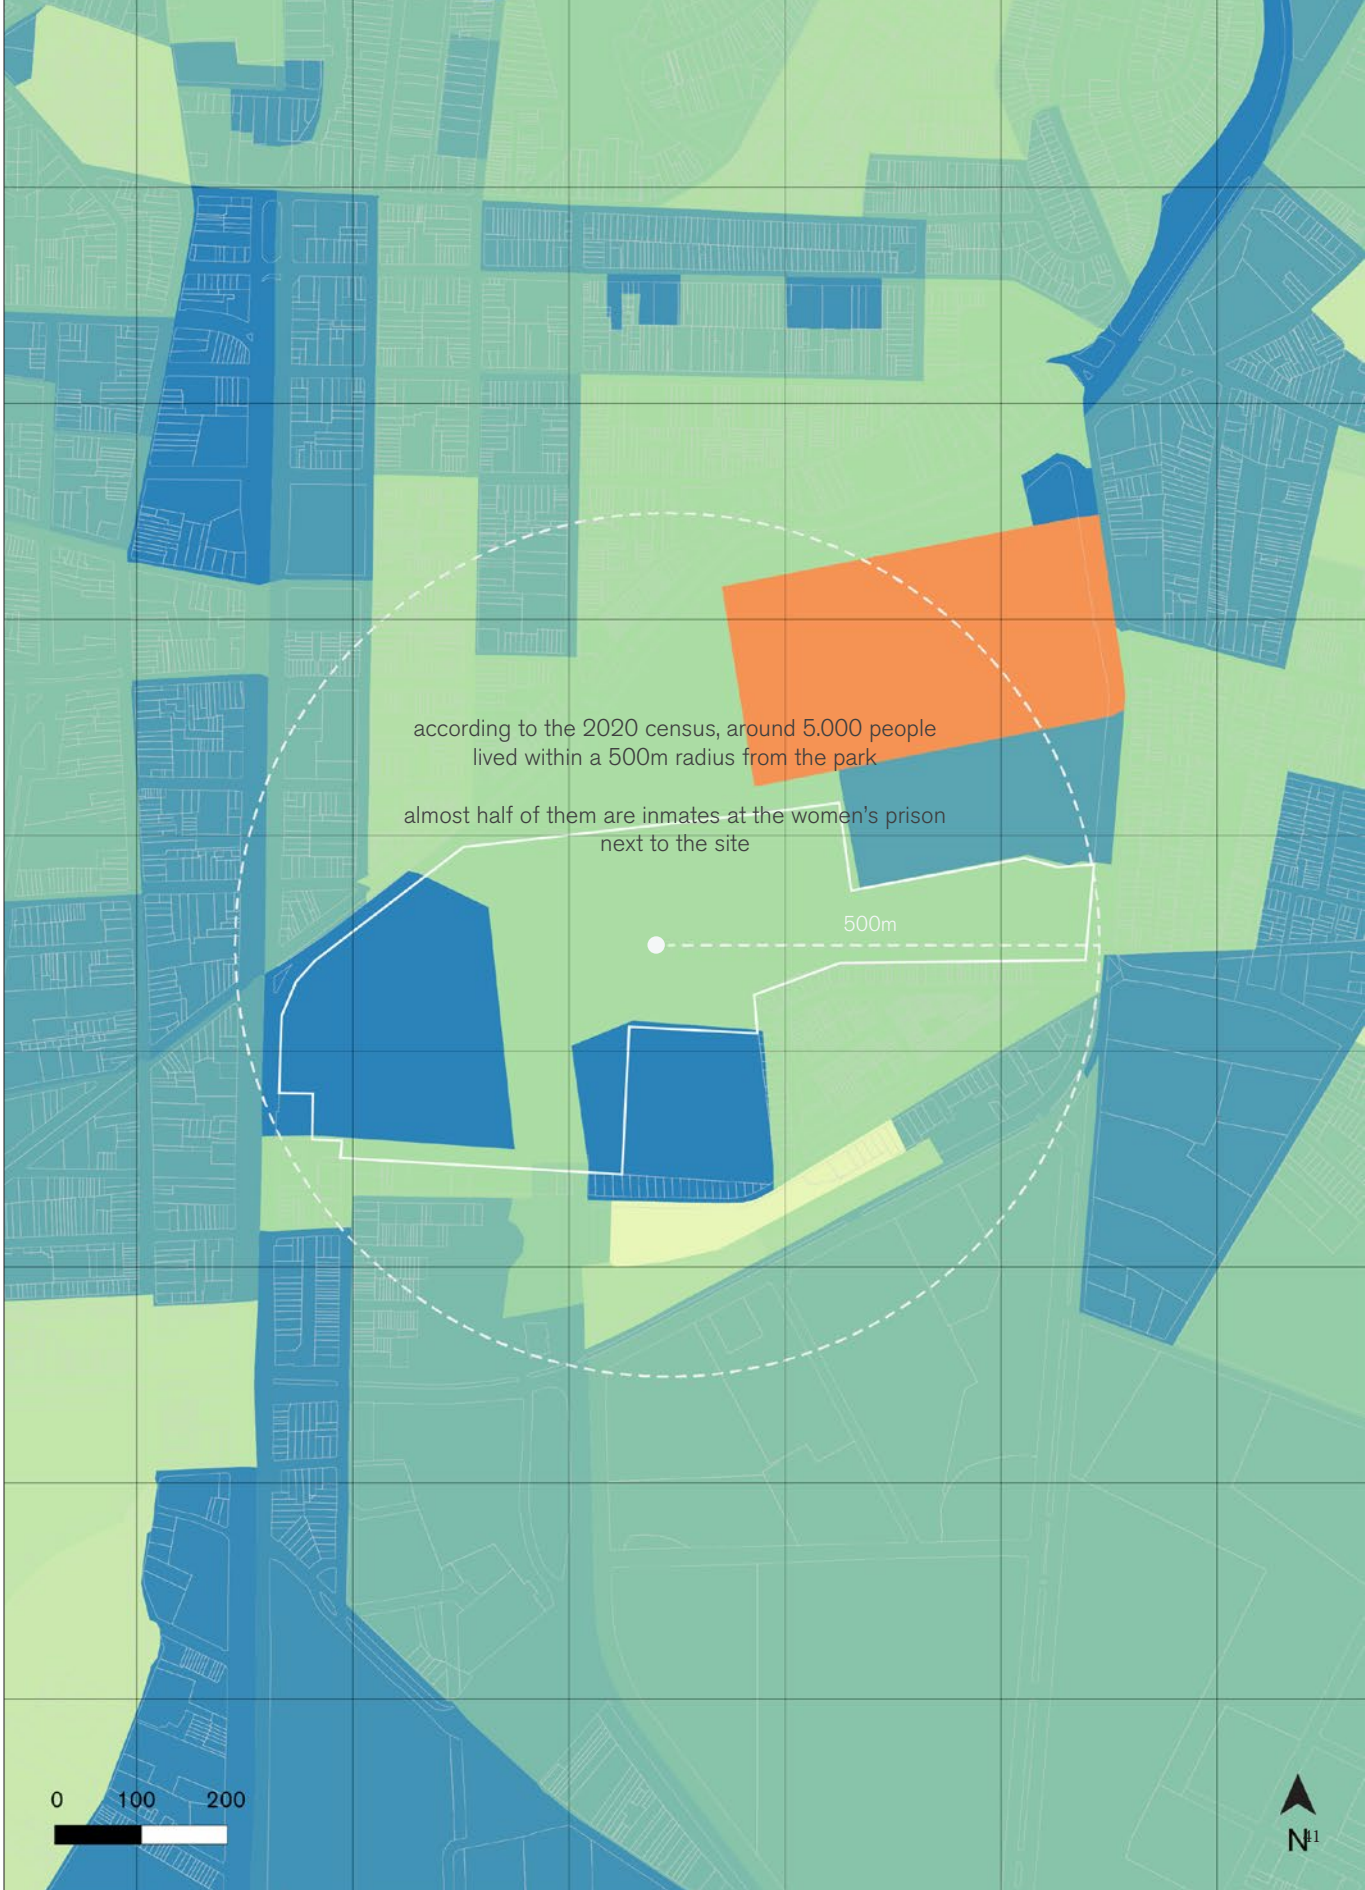 according to the 2020 census, around 5.000 people
lived within a 500m radius from the park
almost half of them are inmates at the women's prison
next to the site
500m
0 100 200
N
41